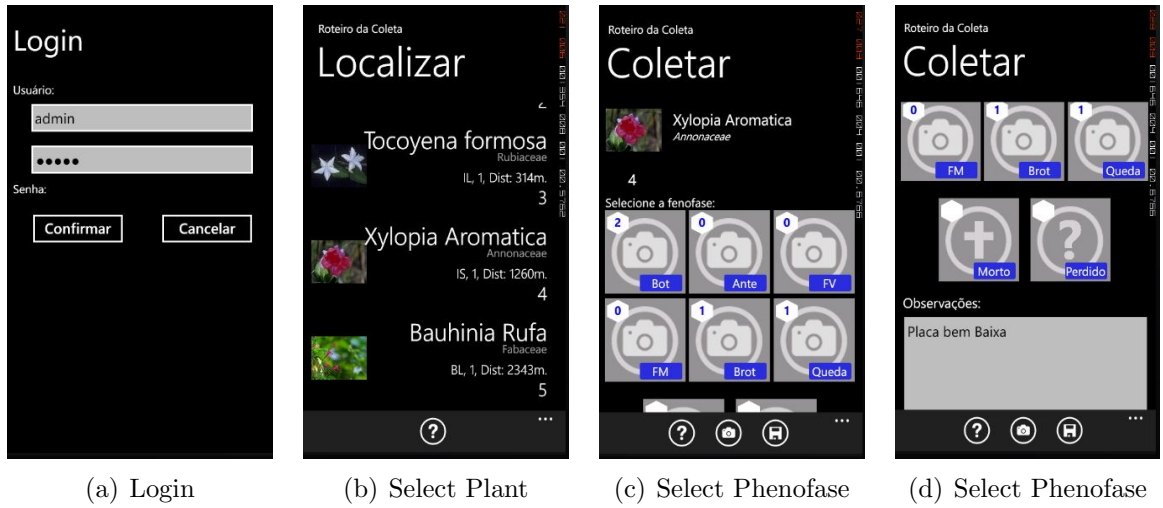 Login
Usuário:
admin
●●●●●
Senha:
Confirmar
Cancelar
(a) Login
Roteiro da Coleta
Localizar
Tocoyena formosa
Rubiaceae
IL, 1, Dist: 314m.
3
Xylopia Aromatica
Annonaceae
IS, 1, Dist: 1260m.
4
Bauhinia Rufa
Fabaceae
BL, 1, Dist: 2343m.
5
?
...
(b) Select Plant
Roteiro da Coleta
Coletar
Xylopia Aromatica
Annonaceae
4
Selecione a fenofase:
2 0 0
Bot Ante FV
0 1 1
FM Brot Queda
?
...
(c) Select Phenofase
Roteiro da Coleta
Coletar
0 1 1
FM Brot Queda
?
Morto Perdido
Observações:
Placa bem Baixa
?
...
(d) Select Phenofase